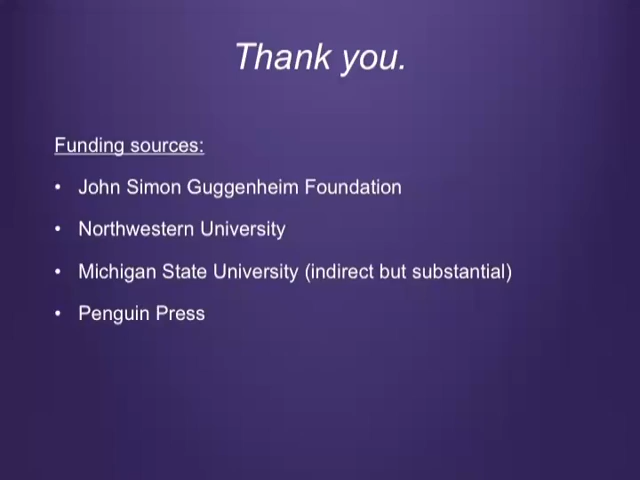 Thank you.
Funding sources:
• John Simon Guggenheim Foundation
• Northwestern University
• Michigan State University (indirect but substantial)
• Penguin Press